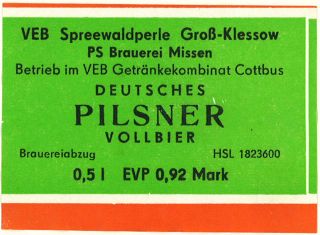 VEB Spreewaldperle Groß-Klessow
PS Brauerei Missen
Betrieb im VEB Getränkekombinat Cottbus
DEUTSCHES
PILSNER
VOLLBIER
Brauereiabzug HSL 1823600
0,5 l EVP 0,92 Mark